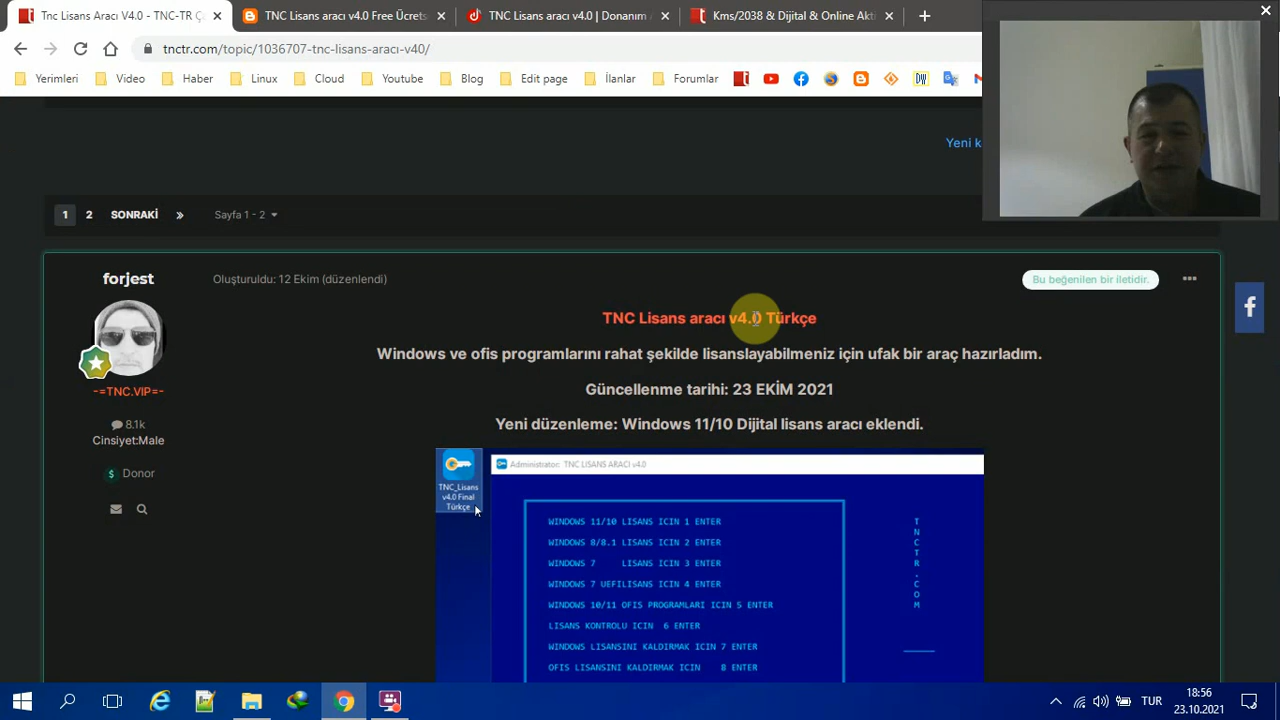 Tnc Lisans Aracı V4.0 - TNC-TR Ç
TNC Lisans aracı v4.0 Free Ücrets
TNC Lisans aracı v4.0 | Donanım A
Kms/2038 & Dijital & Online Akti
tnctr.com/topic/1036707-tnc-lisans-aracı-v40/
Yerimleri
Video
Haber
Linux
Cloud
Youtube
Blog
Edit page
İlanlar
Forumlar
Yeni k
1
2
SONRAKİ
»
Sayfa 1 - 2
forjest
Oluşturuldu: 12 Ekim (düzenlendi)
Bu beğenilen bir iletidir.
-=TNC.VIP=-
8.1k
Cinsiyet:Male
Donor
TNC Lisans aracı v4.0 Türkçe
Windows ve ofis programlarını rahat şekilde lisanslayabilmeniz için ufak bir araç hazırladım.
Güncellenme tarihi: 23 EKİM 2021
Yeni düzenleme: Windows 11/10 Dijital lisans aracı eklendi.
TNC_Lisans
v4.0 Final
Türkçe
Administrator: TNC LISANS ARACI v4.0
WINDOWS 11/10 LISANS ICIN 1 ENTER
WINDOWS 8/8.1 LISANS ICIN 2 ENTER
WINDOWS 7 LISANS ICIN 3 ENTER
WINDOWS 7 UEFILISANS ICIN 4 ENTER
WINDOWS 10/11 OFIS PROGRAMLARI ICIN 5 ENTER
LISANS KONTROLU ICIN 6 ENTER
WINDOWS LISANSINI KALDIRMAK ICIN 7 ENTER
OFIS LISANSINI KALDIRMAK ICIN 8 ENTER
TNCTR.COM
TUR
18:56
23.10.2021